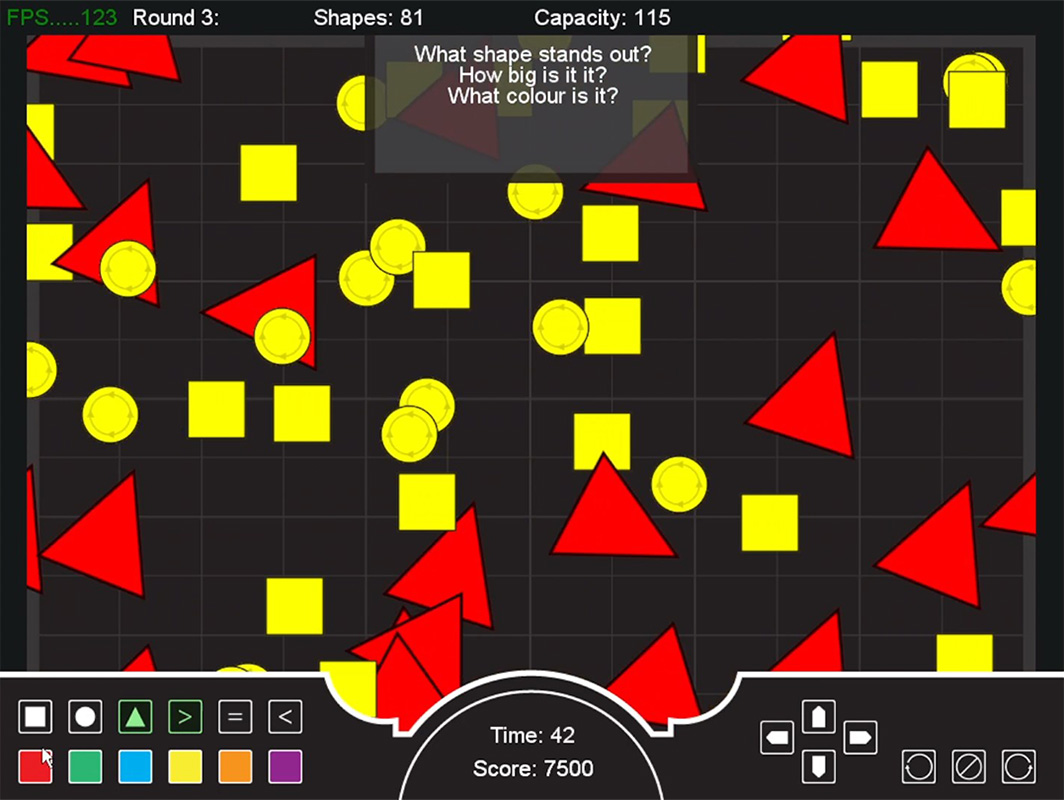 FPS.....123 Round 3: Shapes: 81 Capacity: 115
What shape stands out?
How big is it it?
What colour is it?
> = <
Time: 42
Score: 7500